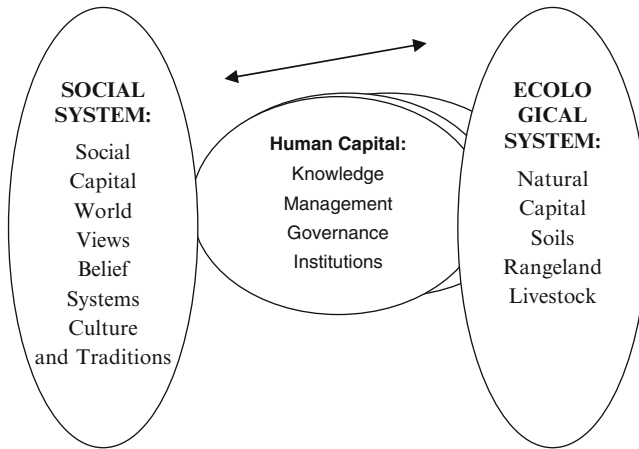 SOCIAL
SYSTEM:
Social
Capital
World
Views
Belief
Systems
Culture
and Traditions
Human Capital:
Knowledge
Management
Governance
Institutions
ECOLO
GICAL
SYSTEM:
Natural
Capital
Soils
Rangeland
Livestock